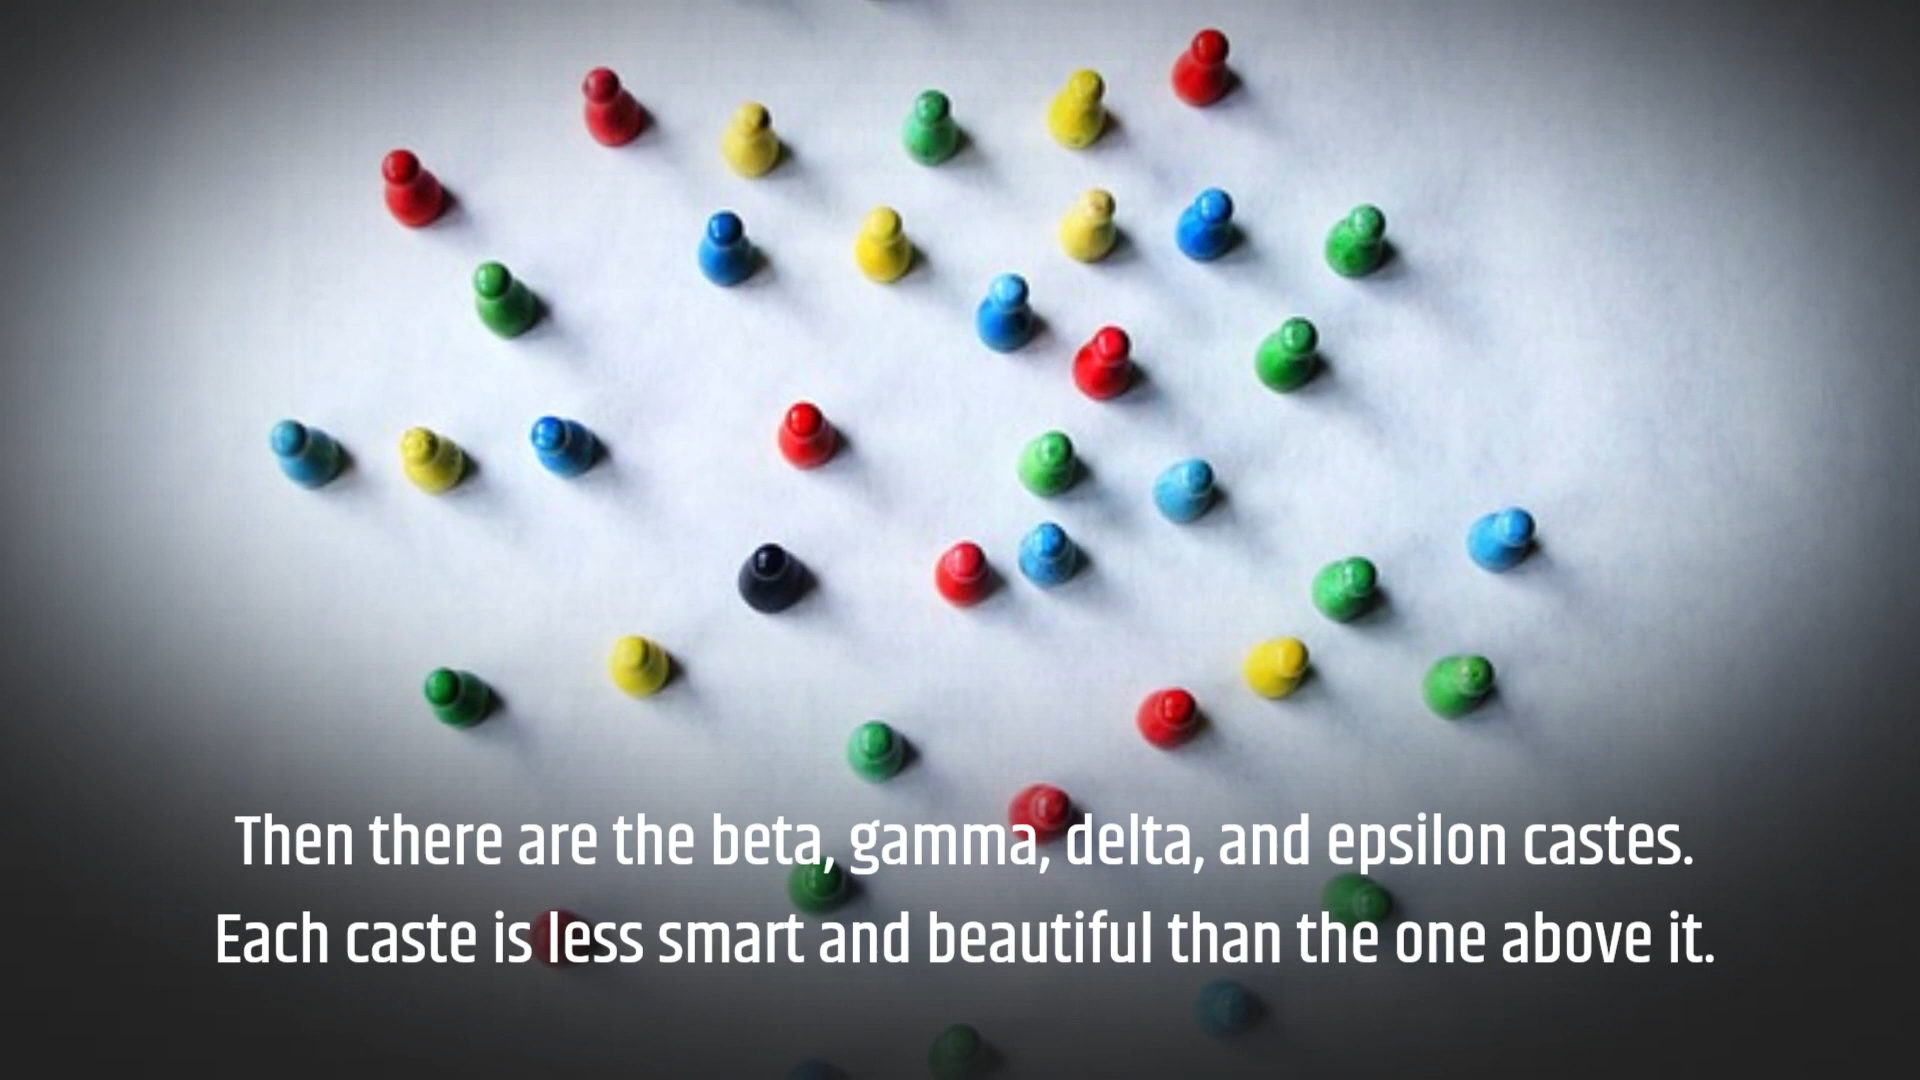 Then there are the beta, gamma, delta, and epsilon castes.
Each caste is less smart and beautiful than the one above it.